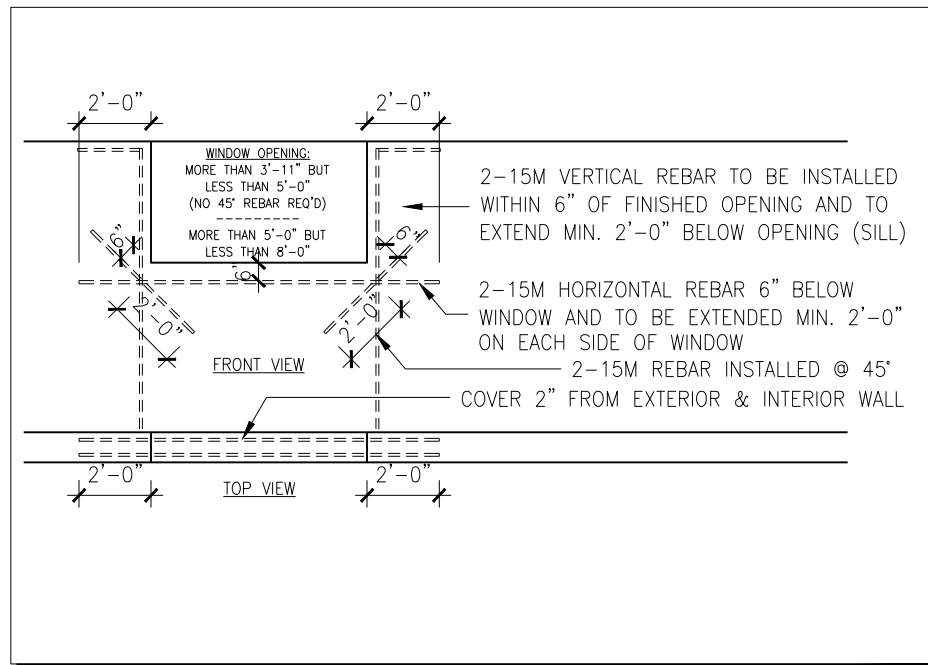 2'-0"
2'-0"
WINDOW OPENING:
MORE THAN 3'-11" BUT
LESS THAN 5'-0"
(NO 45° REBAR REQ'D)
----------
MORE THAN 5'-0" BUT
LESS THAN 8'-0"
6"
6"
6"
2'-0"
2'-0"
2-15M VERTICAL REBAR TO BE INSTALLED
WITHIN 6" OF FINISHED OPENING AND TO
EXTEND MIN. 2'-0" BELOW OPENING (SILL)
2-15M HORIZONTAL REBAR 6" BELOW
WINDOW AND TO BE EXTENDED MIN. 2'-0"
ON EACH SIDE OF WINDOW
2-15M REBAR INSTALLED @ 45°
FRONT VIEW
COVER 2" FROM EXTERIOR & INTERIOR WALL
2'-0"
2'-0"
TOP VIEW